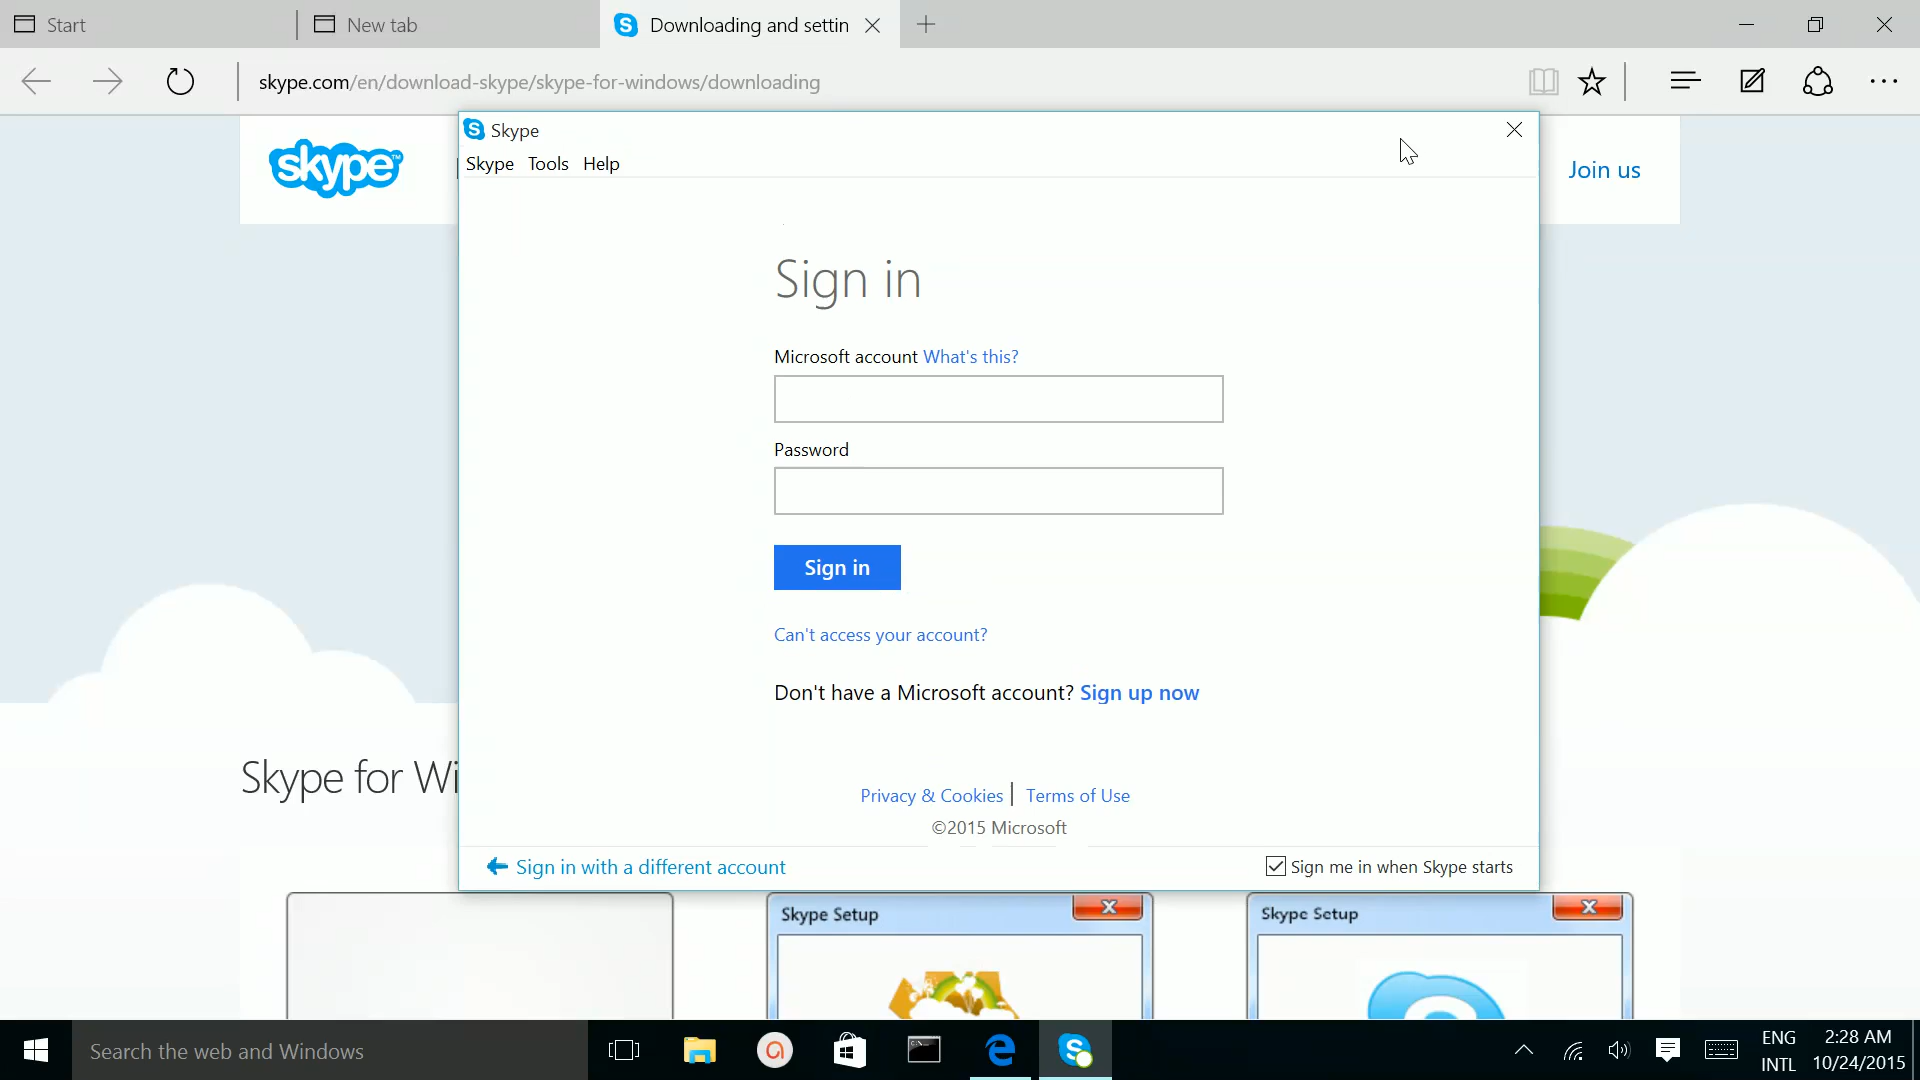 Start
New tab
Downloading and settin
skype.com/en/download-skype/skype-for-windows/downloading
skype™
Join us
Skype
Skype Tools Help
Sign in
Microsoft account What's this?
Password
Sign in
Can't access your account?
Don't have a Microsoft account? Sign up now
Privacy & Cookies | Terms of Use
©2015 Microsoft
Sign in with a different account
Sign me in when Skype starts
Skype for Wi
Skype Setup
Skype Setup
Search the web and Windows
ENG
INTL
2:28 AM
10/24/2015